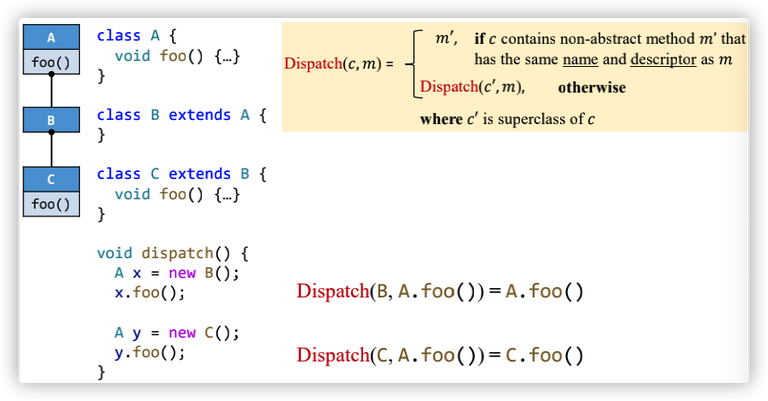 A
foo()
B
C
foo()
class A {
void foo() {…}
}
class B extends A {
}
class C extends B {
void foo() {…}
}
void dispatch() {
A x = new B();
x.foo();
A y = new C();
y.foo();
}
Dispatch(c, m) =
m′, if c contains non-abstract method m′ that
has the same name and descriptor as m
Dispatch(c′, m), otherwise
where c′ is superclass of c
Dispatch(B, A.foo()) = A.foo()
Dispatch(C, A.foo()) = C.foo()